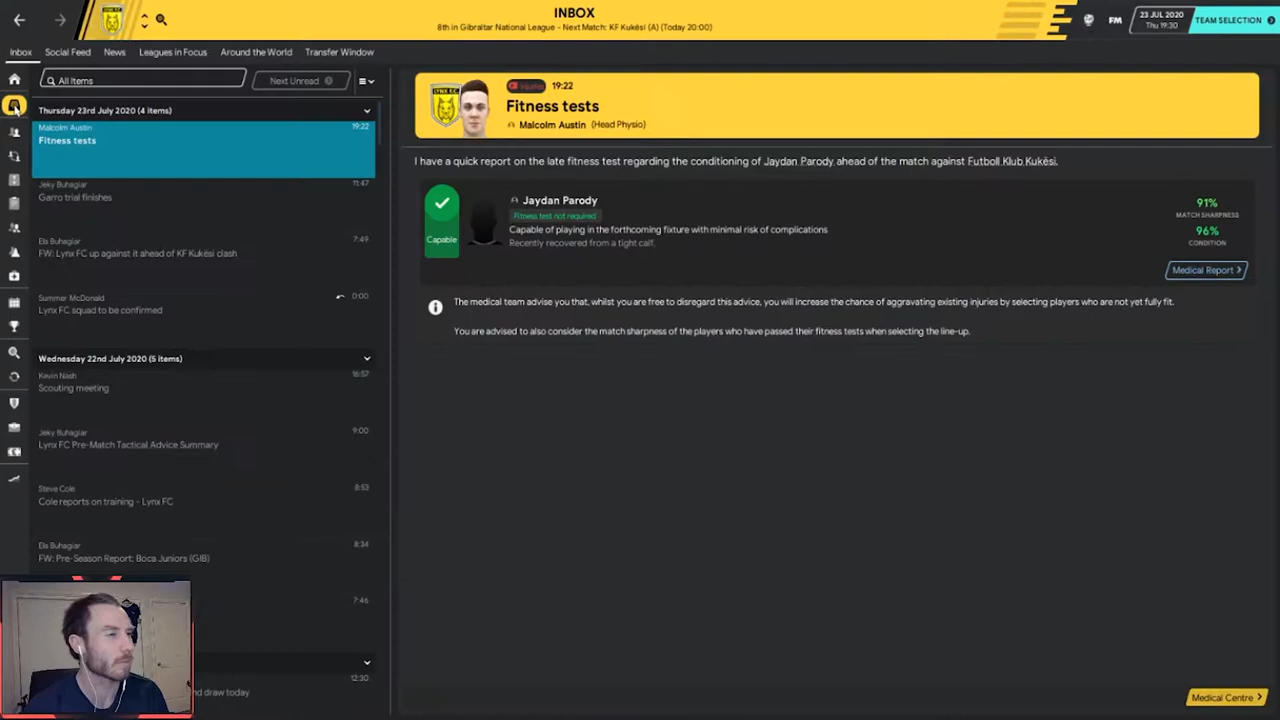 INBOX
8th in Gibraltar National League - Next Match: KF Kukësi (A) (Today 20:00)
FM
23 JUL 2020
Thu 19:30
TEAM SELECTION
Inbox
Social Feed
News
Leagues in Focus
Around the World
Transfer Window
All Items
Next Unread
Thursday 23rd July 2020 (4 items)
Malcolm Austin
19:22
Fitness tests
Jeky Buhagiar
11:47
Garro trial finishes
Els Buhagiar
7:49
FW: Lynx FC up against it ahead of KF Kukësi clash
Summer McDonald
0:00
Lynx FC squad to be confirmed
Wednesday 22nd July 2020 (5 items)
Kevin Nash
16:57
Scouting meeting
Jeky Buhagiar
9:00
Lynx FC Pre-Match Tactical Advice Summary
Steve Cole
8:53
Cole reports on training - Lynx FC
Els Buhagiar
8:34
FW: Pre-Season Report: Boca Juniors (GIB)
7:46
12:30
nd draw today
LYNX F.C.
Injuries
19:22
Fitness tests
Malcolm Austin (Head Physio)
I have a quick report on the late fitness test regarding the conditioning of Jaydan Parody ahead of the match against Futboll Klub Kukësi.
Capable
Jaydan Parody
Fitness test not required
Capable of playing in the forthcoming fixture with minimal risk of complications
Recently recovered from a tight calf.
91%
MATCH SHARPNESS
96%
CONDITION
Medical Report
The medical team advise you that, whilst you are free to disregard this advice, you will increase the chance of aggravating existing injuries by selecting players who are not yet fully fit.
You are advised to also consider the match sharpness of the players who have passed their fitness tests when selecting the line-up.
Medical Centre